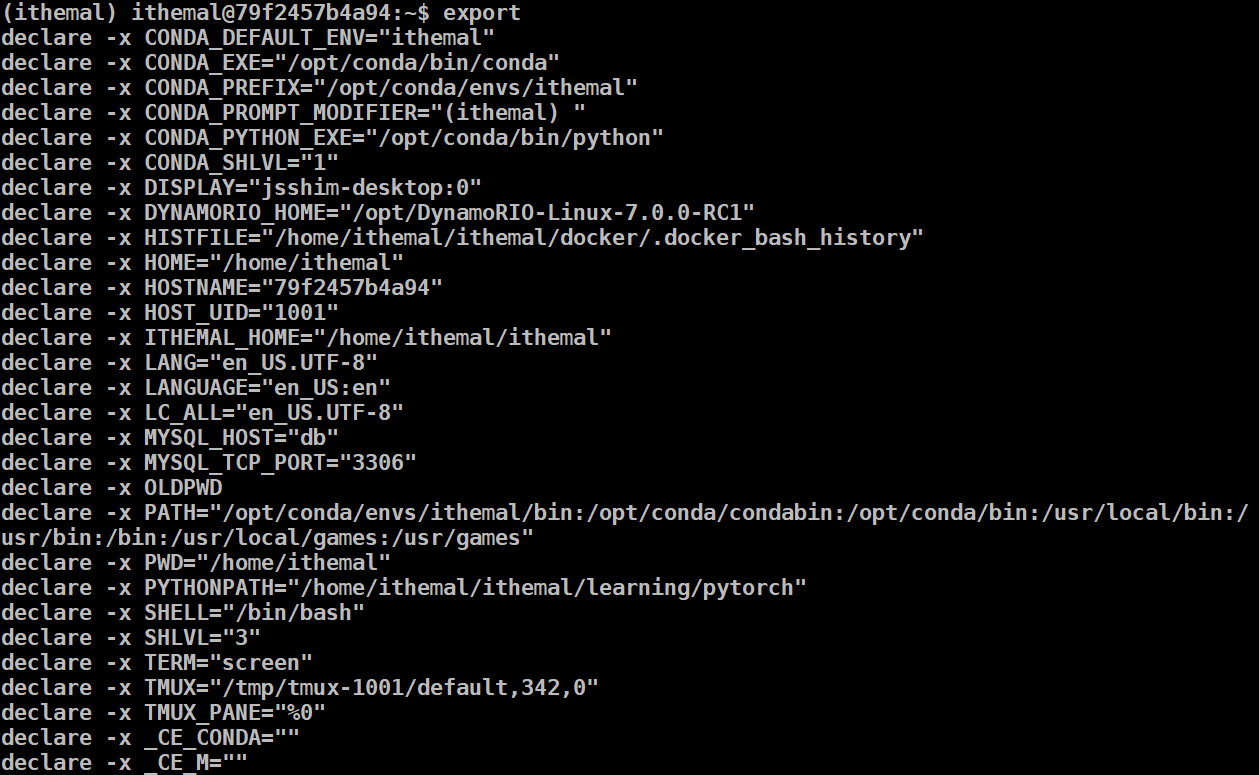 (ithemal) ithemal@79f2457b4a94:~$ export
declare -x CONDA_DEFAULT_ENV="ithemal"
declare -x CONDA_EXE="/opt/conda/bin/conda"
declare -x CONDA_PREFIX="/opt/conda/envs/ithemal"
declare -x CONDA_PROMPT_MODIFIER="(ithemal) "
declare -x CONDA_PYTHON_EXE="/opt/conda/bin/python"
declare -x CONDA_SHLVL="1"
declare -x DISPLAY="jsshim-desktop:0"
declare -x DYNAMORIO_HOME="/opt/DynamoRIO-Linux-7.0.0-RC1"
declare -x HISTFILE="/home/ithemal/ithemal/docker/.docker_bash_history"
declare -x HOME="/home/ithemal"
declare -x HOSTNAME="79f2457b4a94"
declare -x HOST_UID="1001"
declare -x ITHEMAL_HOME="/home/ithemal/ithemal"
declare -x LANG="en_US.UTF-8"
declare -x LANGUAGE="en_US:en"
declare -x LC_ALL="en_US.UTF-8"
declare -x MYSQL_HOST="db"
declare -x MYSQL_TCP_PORT="3306"
declare -x OLDPWD
declare -x PATH="/opt/conda/envs/ithemal/bin:/opt/conda/condabin:/opt/conda/bin:/usr/local/bin:/
usr/bin:/bin:/usr/local/games:/usr/games"
declare -x PWD="/home/ithemal"
declare -x PYTHONPATH="/home/ithemal/ithemal/learning/pytorch"
declare -x SHELL="/bin/bash"
declare -x SHLVL="3"
declare -x TERM="screen"
declare -x TMUX="/tmp/tmux-1001/default,342,0"
declare -x TMUX_PANE="%0"
declare -x _CE_CONDA=""
declare -x _CE_M=""